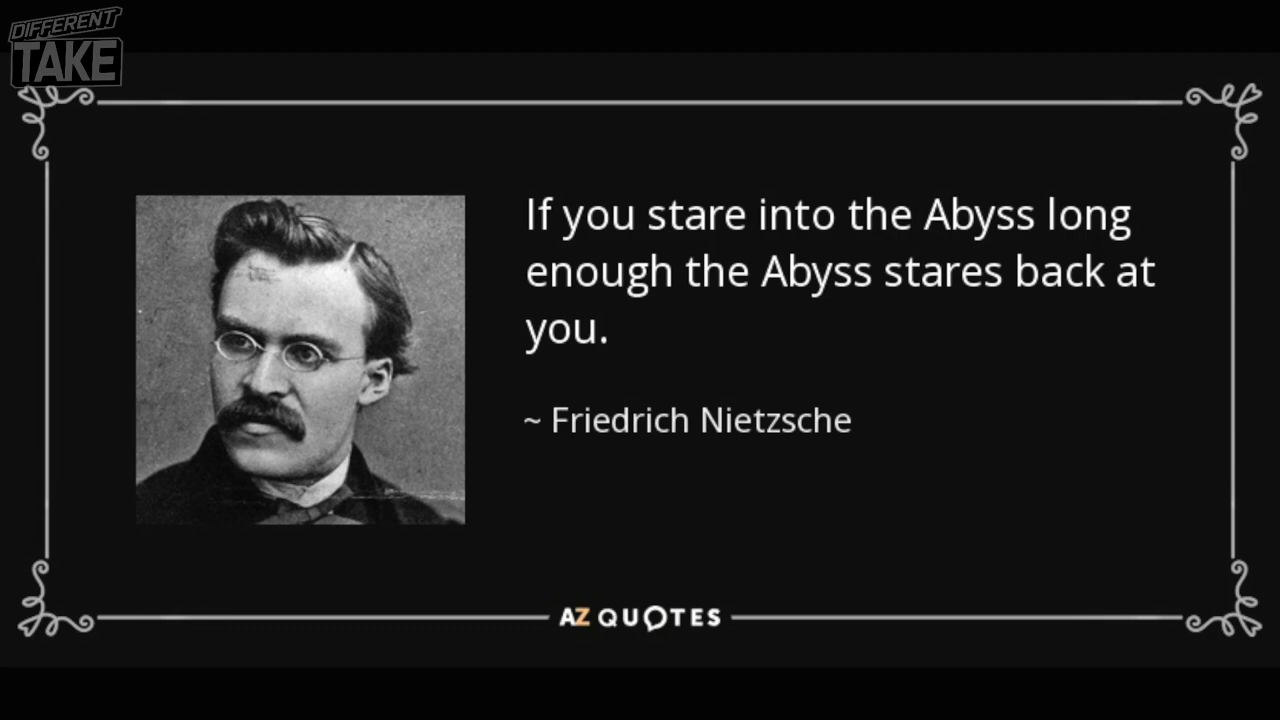 DIFFERENT
TAKE
If you stare into the Abyss long
enough the Abyss stares back at
you.
~ Friedrich Nietzsche
AZ QUOTES